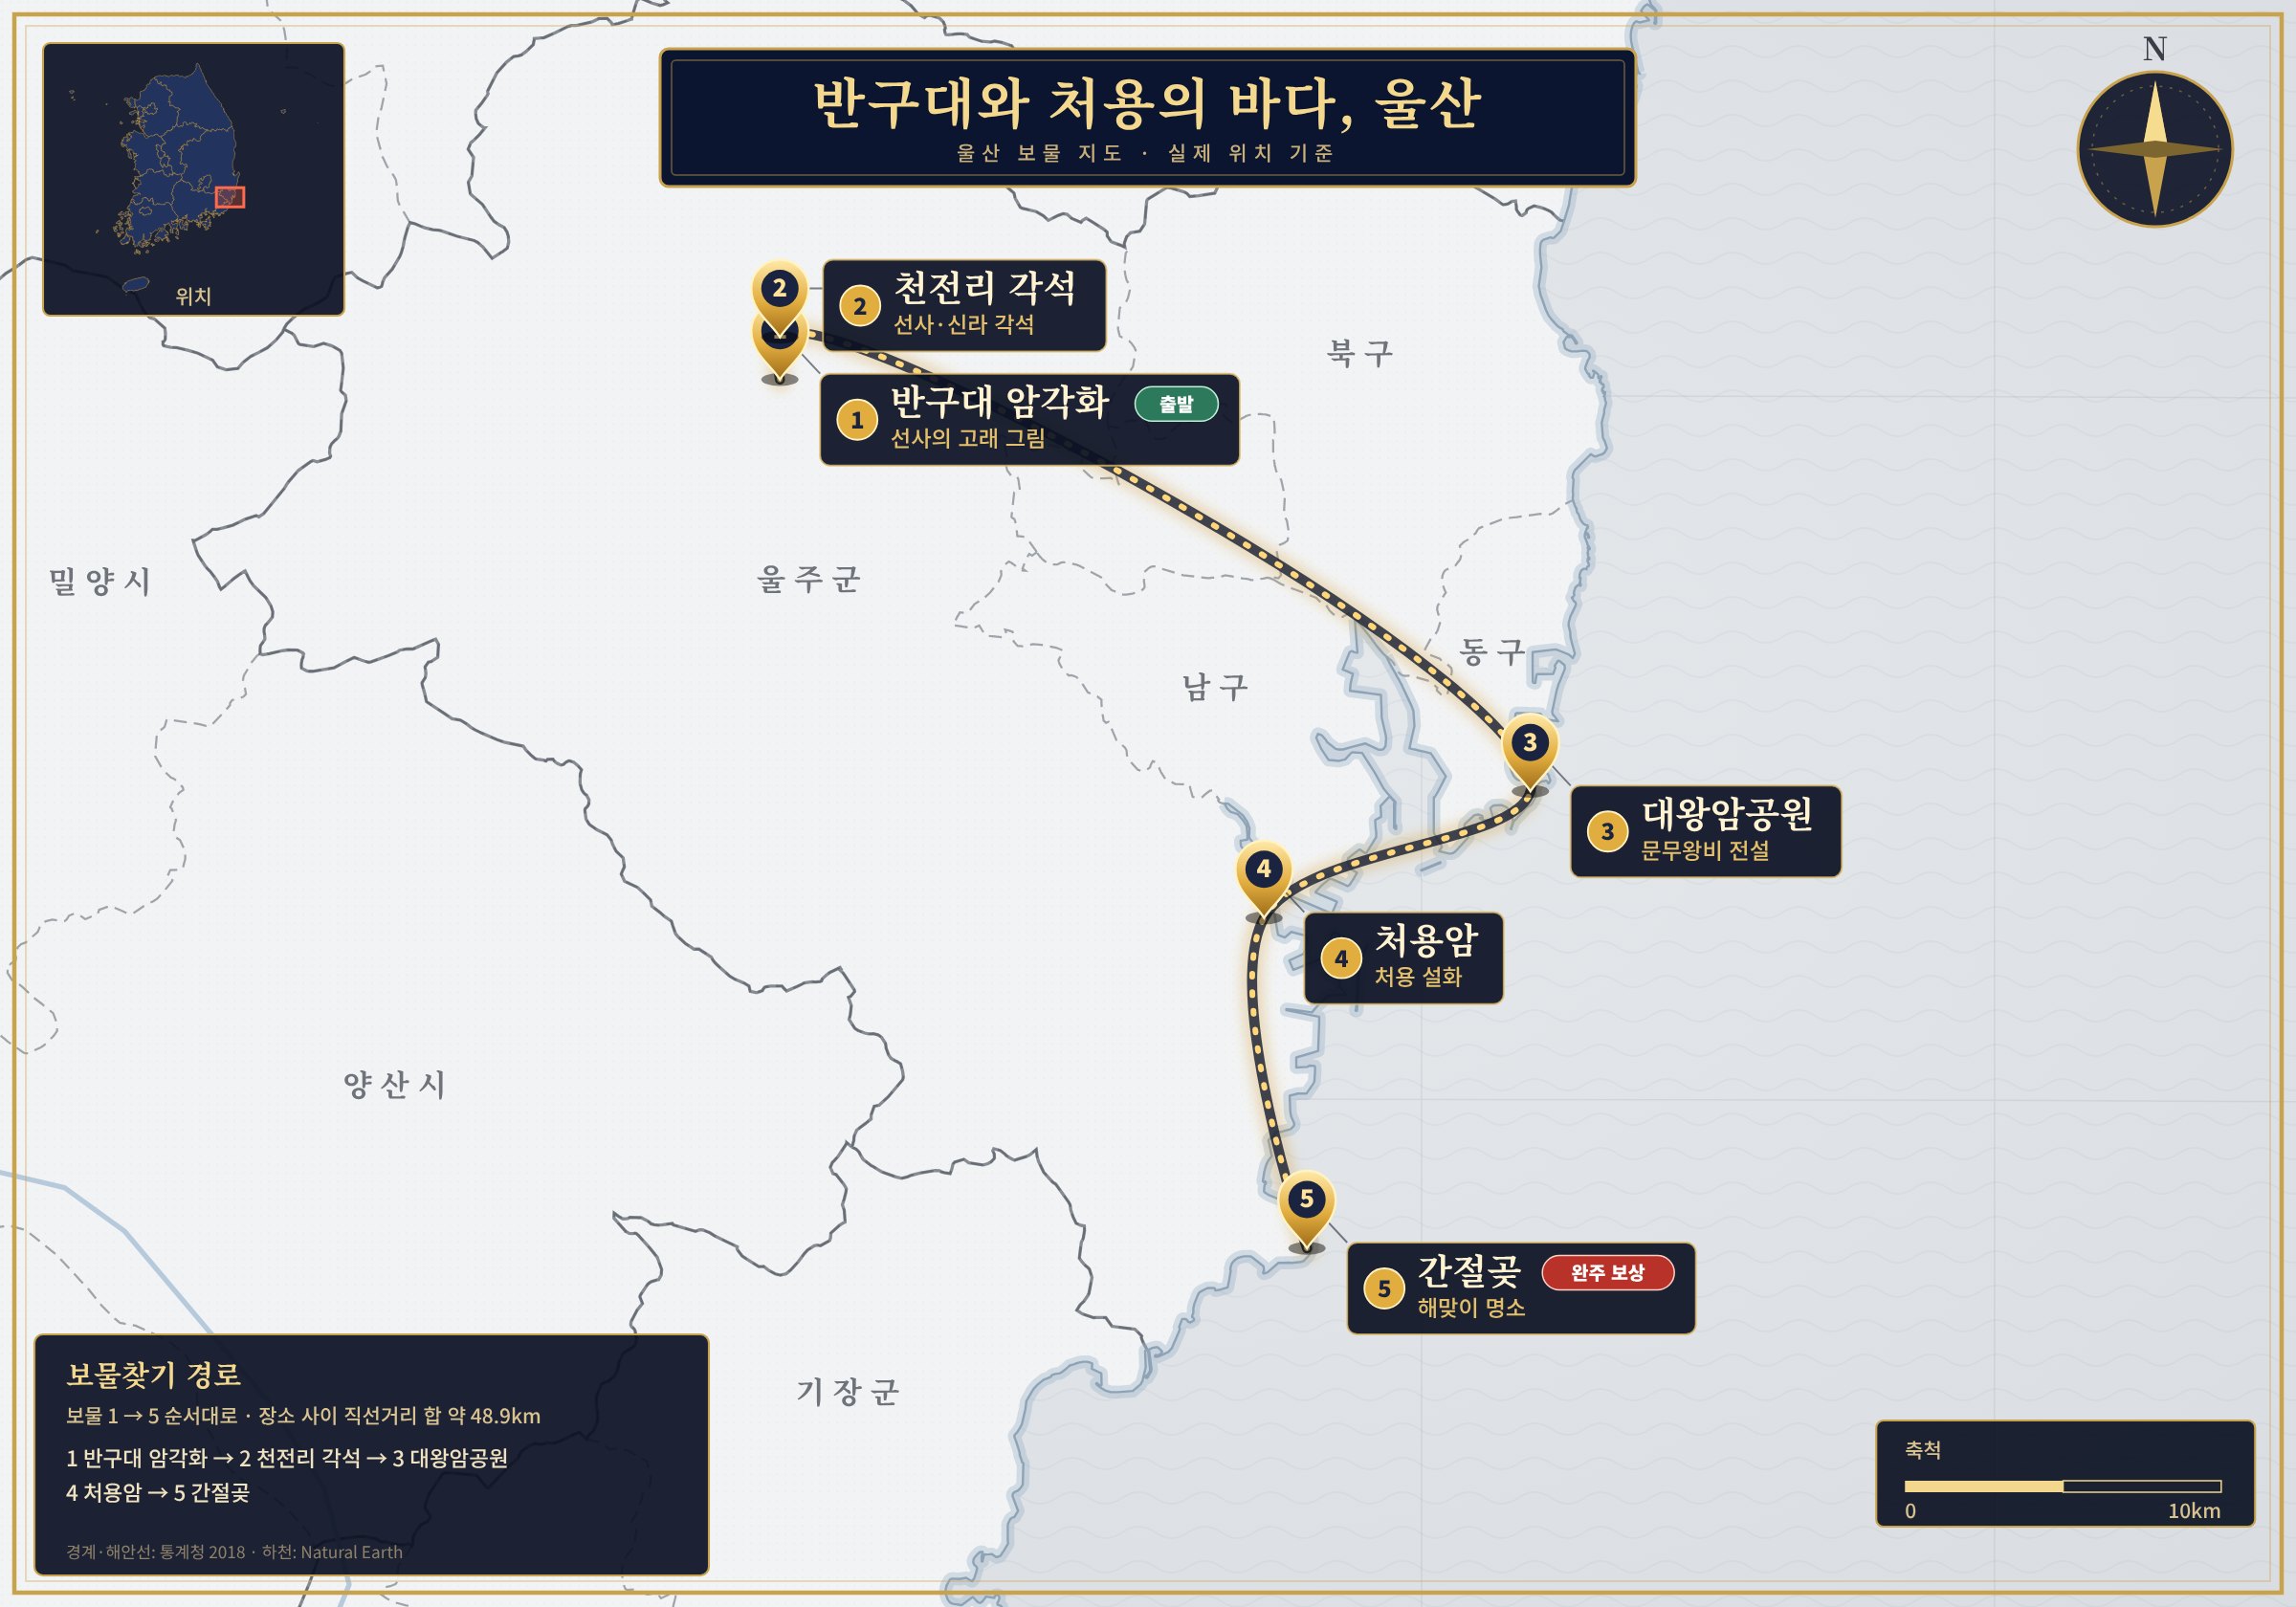 반구대와 처용의 바다, 울산
울산 보물 지도 · 실제 위치 기준
N
위치
2
2 천전리 각석
선사·신라 각석
1 반구대 암각화 출발
선사의 고래 그림
북구
밀양시
울주군
동구
남구
3
3 대왕암공원
문무왕비 전설
4
4 처용암
처용 설화
양산시
5
5 간절곶 완주 보상
해맞이 명소
기장군
보물찾기 경로
보물 1 → 5 순서대로 · 장소 사이 직선거리 합 약 48.9km
1 반구대 암각화 → 2 천전리 각석 → 3 대왕암공원
4 처용암 → 5 간절곶
경계·해안선: 통계청 2018 · 하천: Natural Earth
축척
0 10km